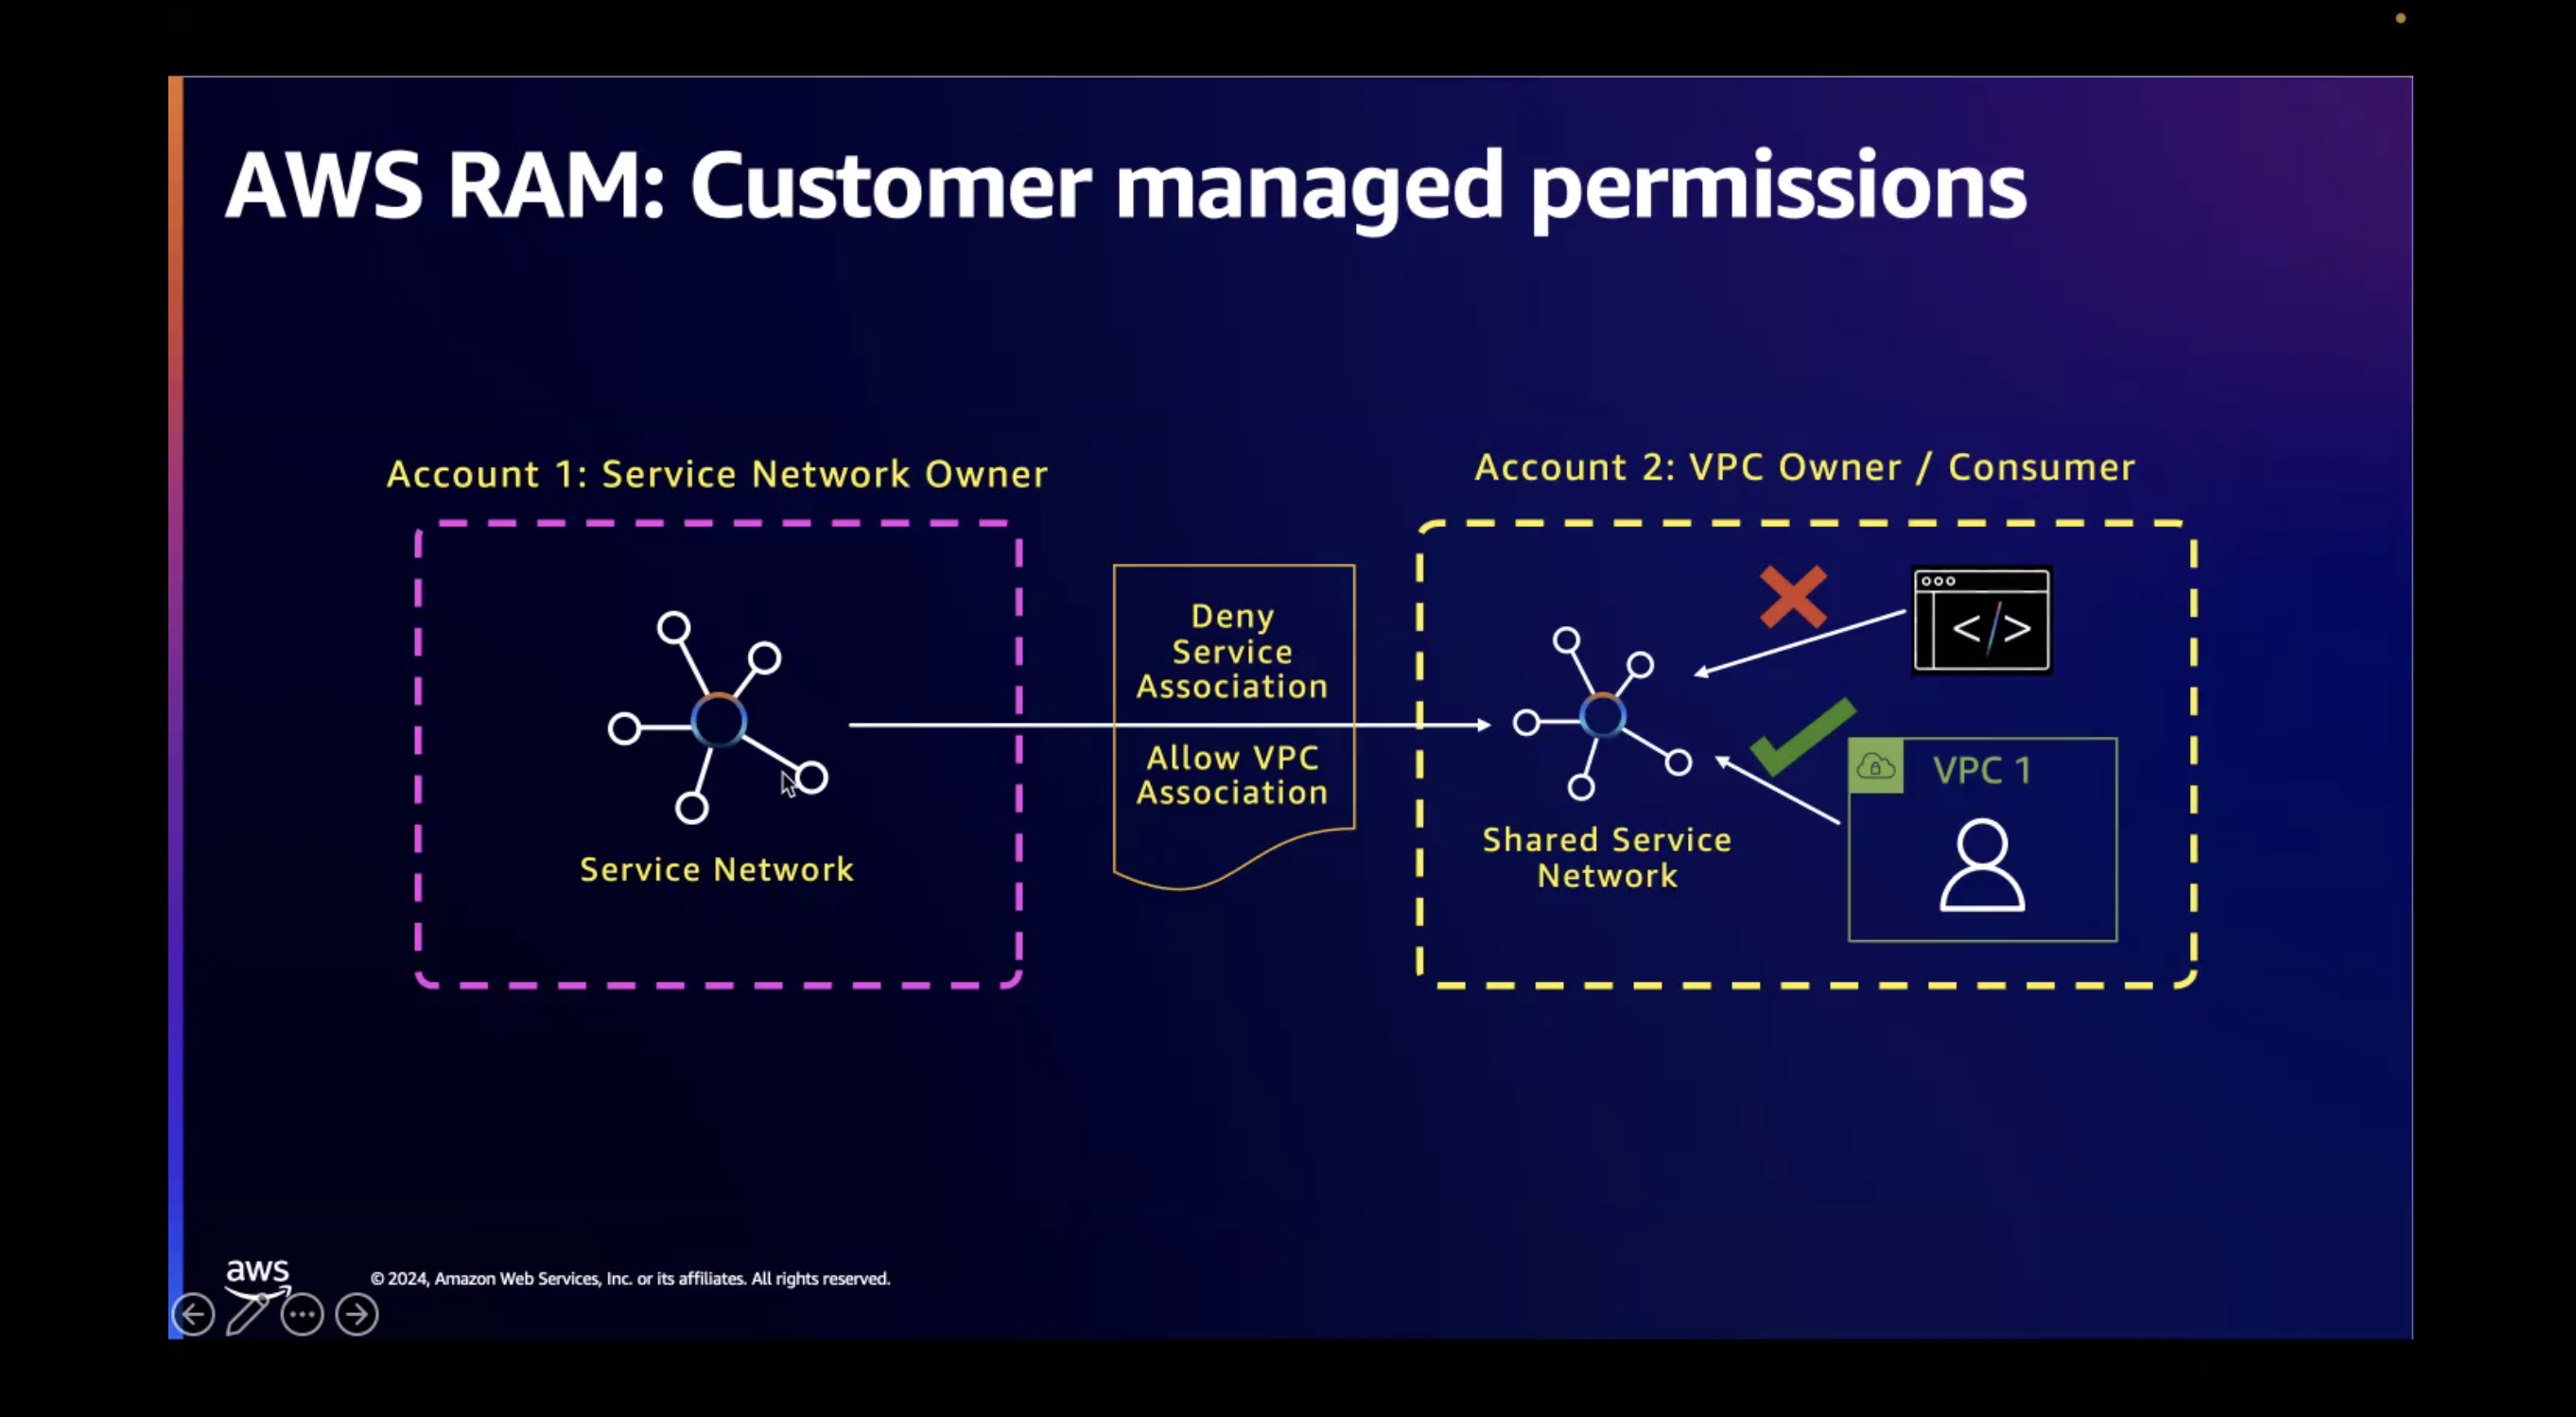 AWS RAM: Customer managed permissions
Account 1: Service Network Owner
Service Network
Deny
Service
Association
Allow VPC
Association
Account 2: VPC Owner / Consumer
</>
Shared Service
Network
VPC 1
aws
© 2024, Amazon Web Services, Inc. or its affiliates. All rights reserved.